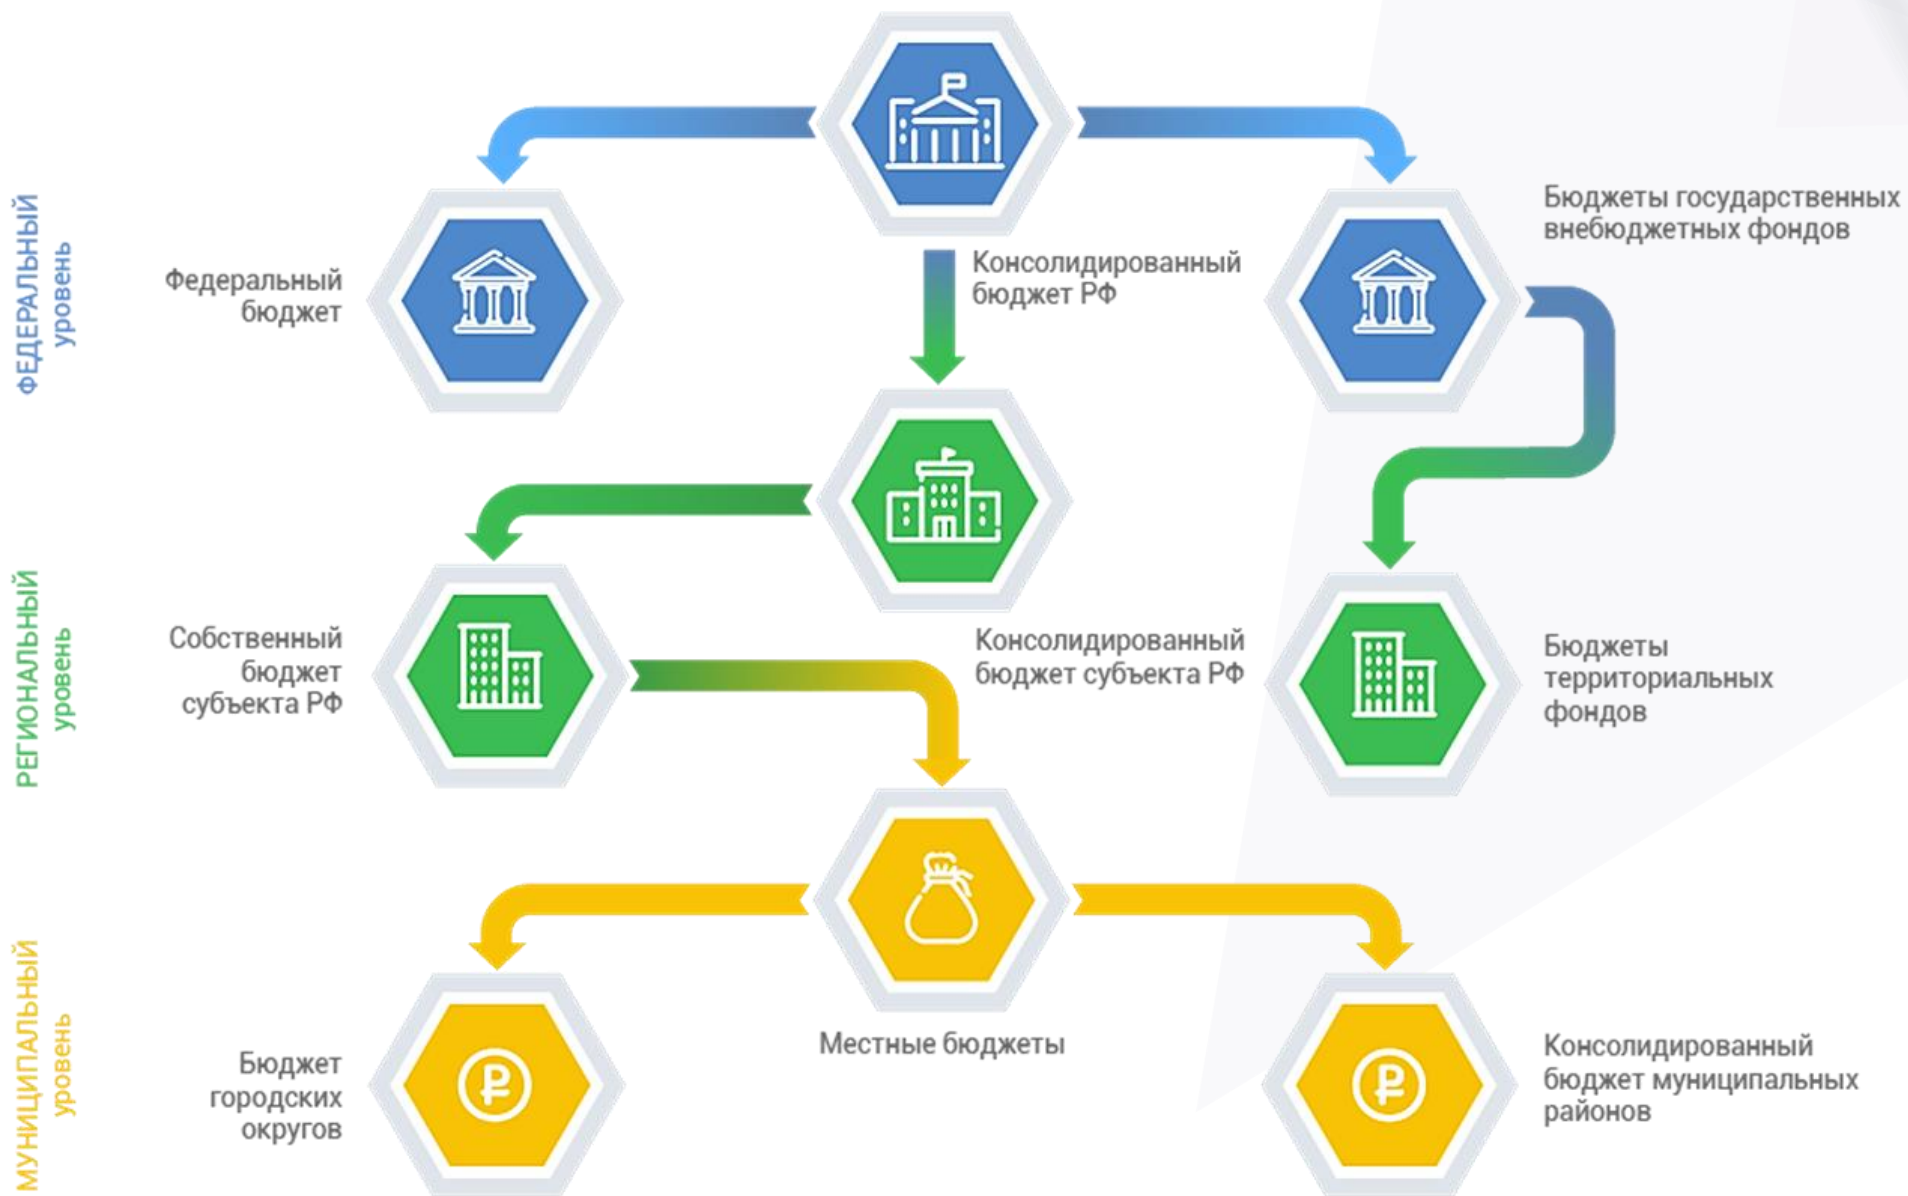 ФЕДЕРАЛЬНЫЙ
уровень
Федеральный
бюджет
Консолидированный
бюджет РФ
Бюджеты государственных
внебюджетных фондов
РЕГИОНАЛЬНЫЙ
уровень
Собственный
бюджет
субъекта РФ
Консолидированный
бюджет субъекта РФ
Бюджеты
территориальных
фондов
МУНИЦИПАЛЬНЫЙ
уровень
Бюджет
городских
округов
Местные бюджеты
Консолидированный
бюджет муниципальных
районов